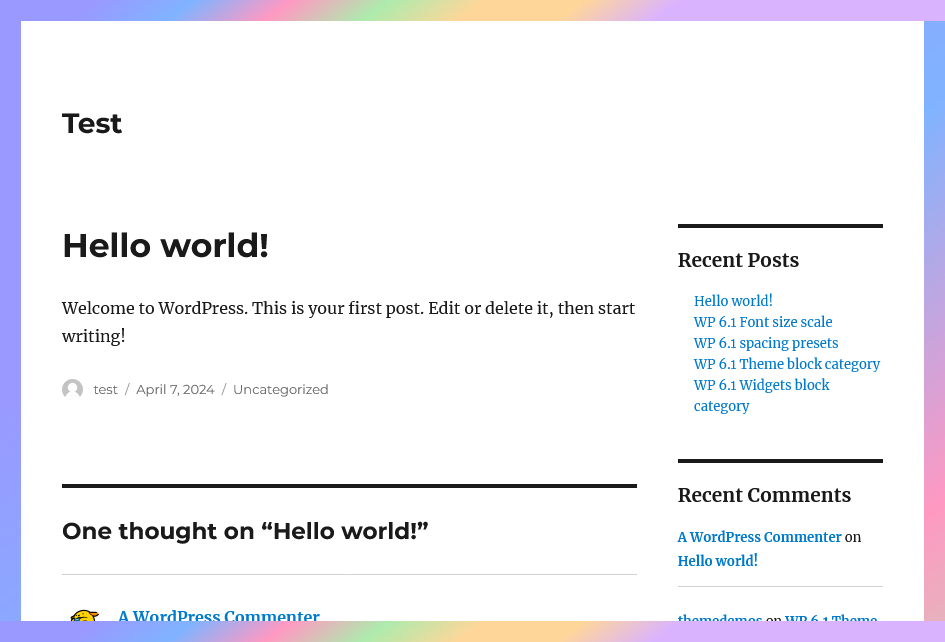 Test
Hello world!
Welcome to WordPress. This is your first post. Edit or delete it, then start
writing!
test / April 7, 2024 / Uncategorized
One thought on “Hello world!”
A WordPress Commenter
Recent Posts
Hello world!
WP 6.1 Font size scale
WP 6.1 spacing presets
WP 6.1 Theme block category
WP 6.1 Widgets block
category
Recent Comments
A WordPress Commenter on
Hello world!
themedemos on WP 6.1 Theme